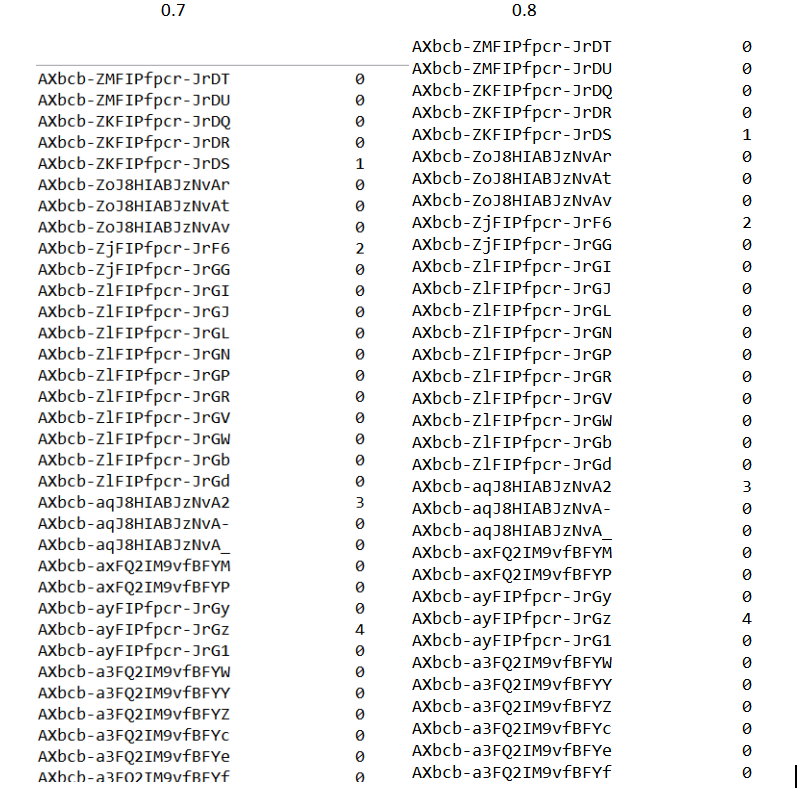 0.7
AXbcb-ZMFIPfpcr-JrDT 0
AXbcb-ZMFIPfpcr-JrDU 0
AXbcb-ZKFIPfpcr-JrDQ 0
AXbcb-ZKFIPfpcr-JrDR 0
AXbcb-ZKFIPfpcr-JrDS 1
AXbcb-ZoJ8HIABJzNvAr 0
AXbcb-ZoJ8HIABJzNvAt 0
AXbcb-ZoJ8HIABJzNvAv 0
AXbcb-ZjFIPfpcr-JrF6 2
AXbcb-ZjFIPfpcr-JrGG 0
AXbcb-ZlFIPfpcr-JrGI 0
AXbcb-ZlFIPfpcr-JrGJ 0
AXbcb-ZlFIPfpcr-JrGL 0
AXbcb-ZlFIPfpcr-JrGN 0
AXbcb-ZlFIPfpcr-JrGP 0
AXbcb-ZlFIPfpcr-JrGR 0
AXbcb-ZlFIPfpcr-JrGV 0
AXbcb-ZlFIPfpcr-JrGW 0
AXbcb-ZlFIPfpcr-JrGb 0
AXbcb-ZlFIPfpcr-JrGd 0
AXbcb-aqJ8HIABJzNvA2 3
AXbcb-aqJ8HIABJzNvA- 0
AXbcb-aqJ8HIABJzNvA_ 0
AXbcb-axFQ2IM9vfBFYM 0
AXbcb-axFQ2IM9vfBFYP 0
AXbcb-ayFIPfpcr-JrGy 0
AXbcb-ayFIPfpcr-JrGz 4
AXbcb-ayFIPfpcr-JrG1 0
AXbcb-a3FQ2IM9vfBFYW 0
AXbcb-a3FQ2IM9vfBFYY 0
AXbcb-a3FQ2IM9vfBFYZ 0
AXbcb-a3FQ2IM9vfBFYc 0
AXbcb-a3FQ2IM9vfBFYe 0
AXbcb-a3FQ2IM9vfBFYf 0
0.8
AXbcb-ZMFIPfpcr-JrDT 0
AXbcb-ZMFIPfpcr-JrDU 0
AXbcb-ZKFIPfpcr-JrDQ 0
AXbcb-ZKFIPfpcr-JrDR 0
AXbcb-ZKFIPfpcr-JrDS 1
AXbcb-ZoJ8HIABJzNvAr 0
AXbcb-ZoJ8HIABJzNvAt 0
AXbcb-ZoJ8HIABJzNvAv 0
AXbcb-ZjFIPfpcr-JrF6 2
AXbcb-ZjFIPfpcr-JrGG 0
AXbcb-ZlFIPfpcr-JrGI 0
AXbcb-ZlFIPfpcr-JrGJ 0
AXbcb-ZlFIPfpcr-JrGL 0
AXbcb-ZlFIPfpcr-JrGN 0
AXbcb-ZlFIPfpcr-JrGP 0
AXbcb-ZlFIPfpcr-JrGR 0
AXbcb-ZlFIPfpcr-JrGV 0
AXbcb-ZlFIPfpcr-JrGW 0
AXbcb-ZlFIPfpcr-JrGb 0
AXbcb-ZlFIPfpcr-JrGd 0
AXbcb-aqJ8HIABJzNvA2 3
AXbcb-aqJ8HIABJzNvA- 0
AXbcb-aqJ8HIABJzNvA_ 0
AXbcb-axFQ2IM9vfBFYM 0
AXbcb-axFQ2IM9vfBFYP 0
AXbcb-ayFIPfpcr-JrGy 0
AXbcb-ayFIPfpcr-JrGz 4
AXbcb-ayFIPfpcr-JrG1 0
AXbcb-a3FQ2IM9vfBFYW 0
AXbcb-a3FQ2IM9vfBFYY 0
AXbcb-a3FQ2IM9vfBFYZ 0
AXbcb-a3FQ2IM9vfBFYc 0
AXbcb-a3FQ2IM9vfBFYe 0
AXbcb-a3FQ2IM9vfBFYf 0